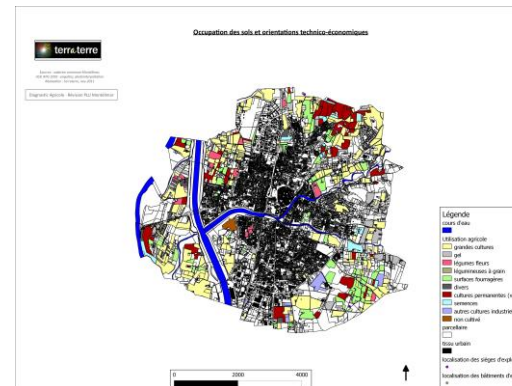 Occupation des sols et orientations technico-économiques
terre.terre
Diagnostic Agricole - Révision PLU Montélimar
Légende
cours d'eau
Utilisation agricole
grandes cultures
gel
légumes fleurs
légumineuses à grain
surfaces fourragères
divers
cultures permanentes (v
semences
autres cultures industrie
non cultivé
parcellaire
tissu urbain
localisation des sièges d'expl
localisation des bâtiments d'e
0 2000 4000